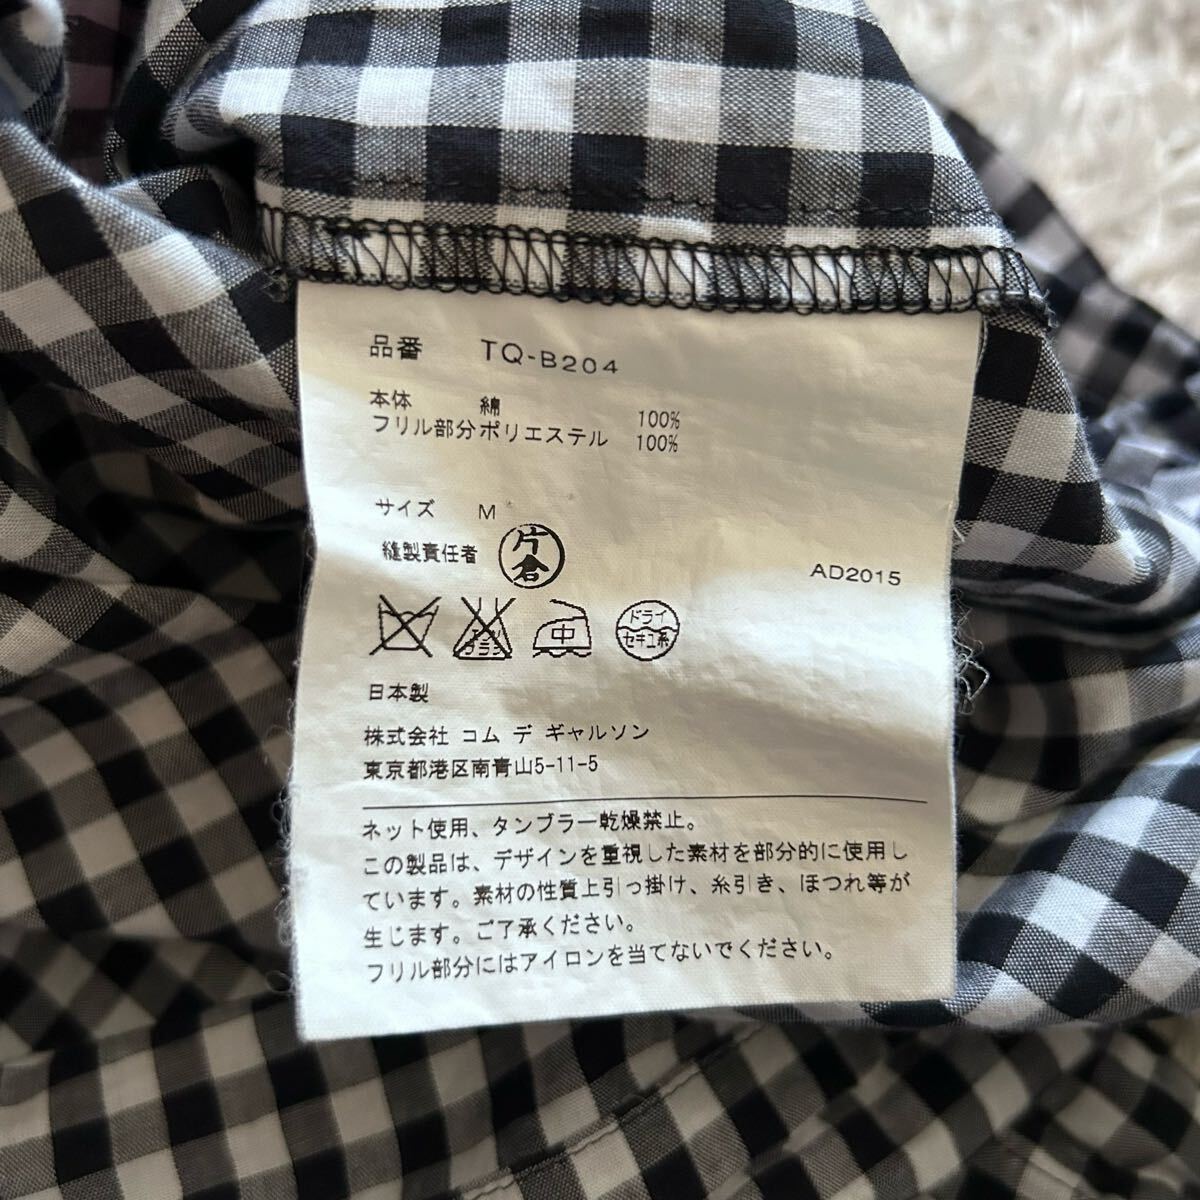 品番 TQ-B204
本体 綿 100%
フリル部分ポリエステル 100%
サイズ M
縫製責任者 片倉
AD2015
エンソ
サラシ
中
ドライ
セキユ系
日本製
株式会社 コム デ ギャルソン
東京都港区南青山5-11-5
ネット使用、タンブラー乾燥禁止。
この製品は、デザインを重視した素材を部分的に使用し
ています。素材の性質上引っ掛け、糸引き、ほつれ等が
生じます。ご了承ください。
フリル部分にはアイロンを当てないでください。